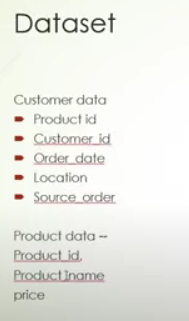 Dataset
Customer data
Product id
Customer_id
Order_date
Location
Source_order
Product data --
Product_id,
Product1name
price